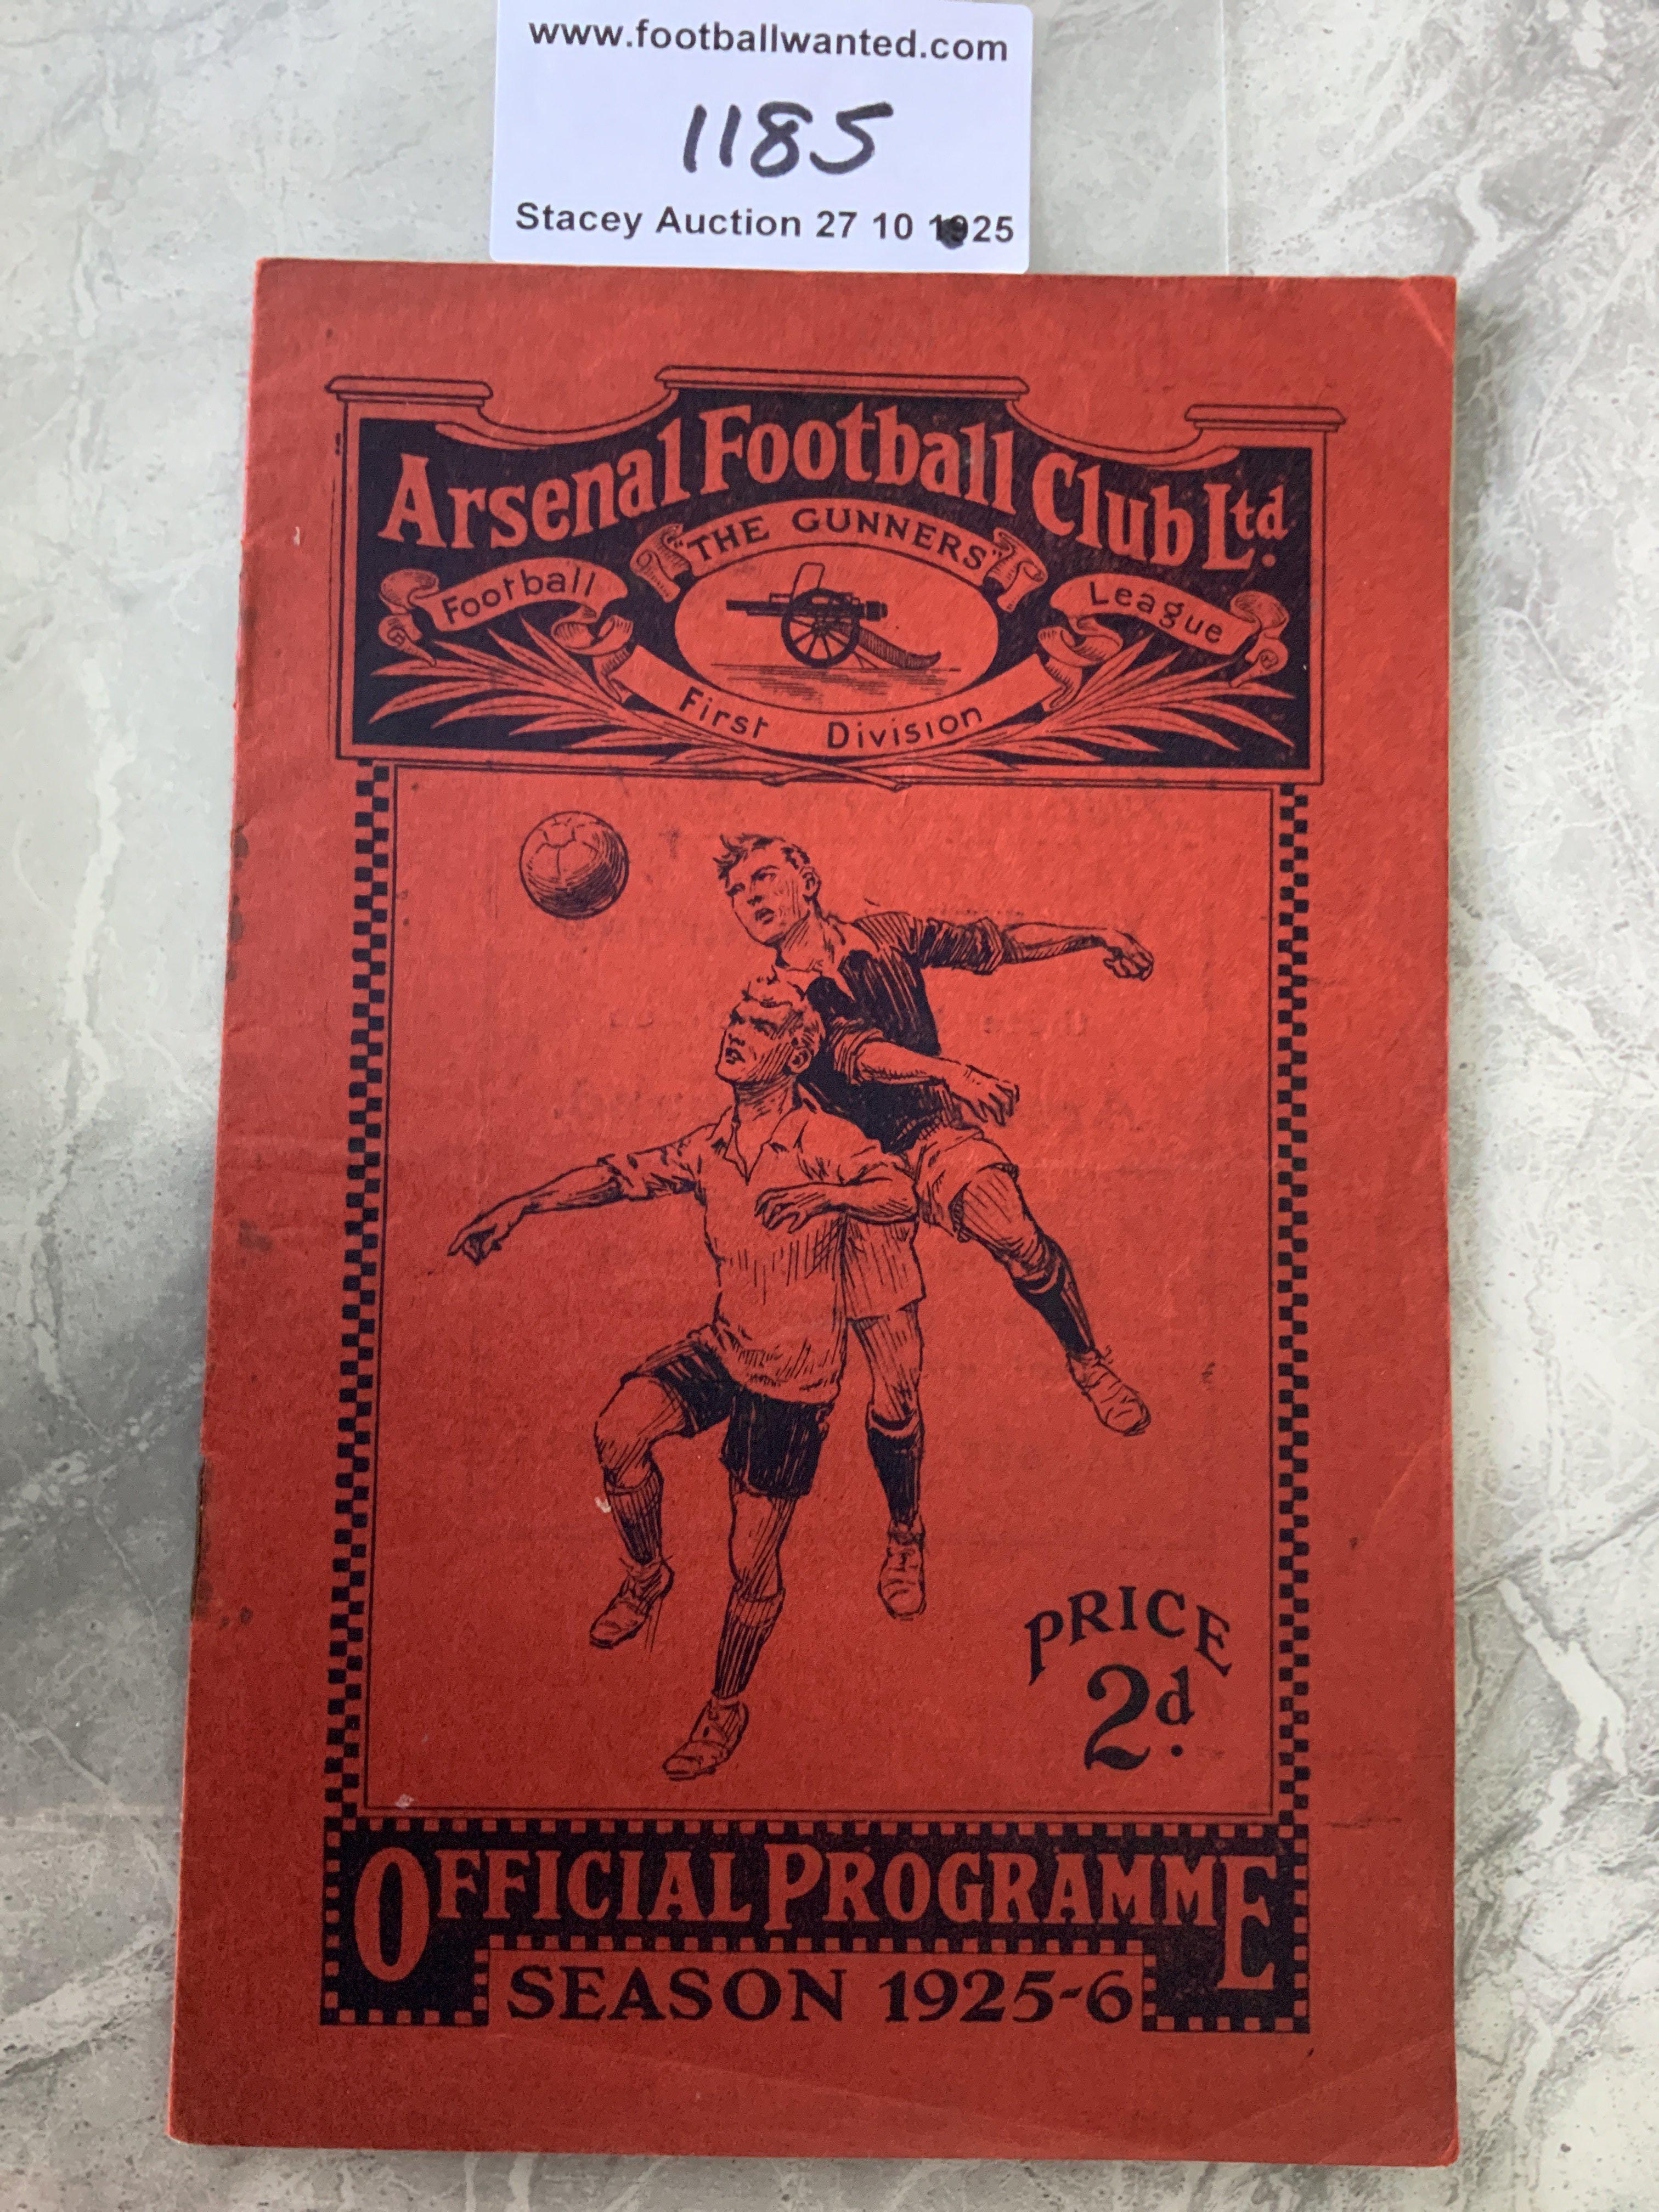 www.footballwanted.com
1185
Stacey Auction 27 10 1925
Arsenal Football Club Ltd.
"THE GUNNERS"
Football League
First Division
PRICE
2d.
OFFICIAL PROGRAMME
SEASON 1925-6